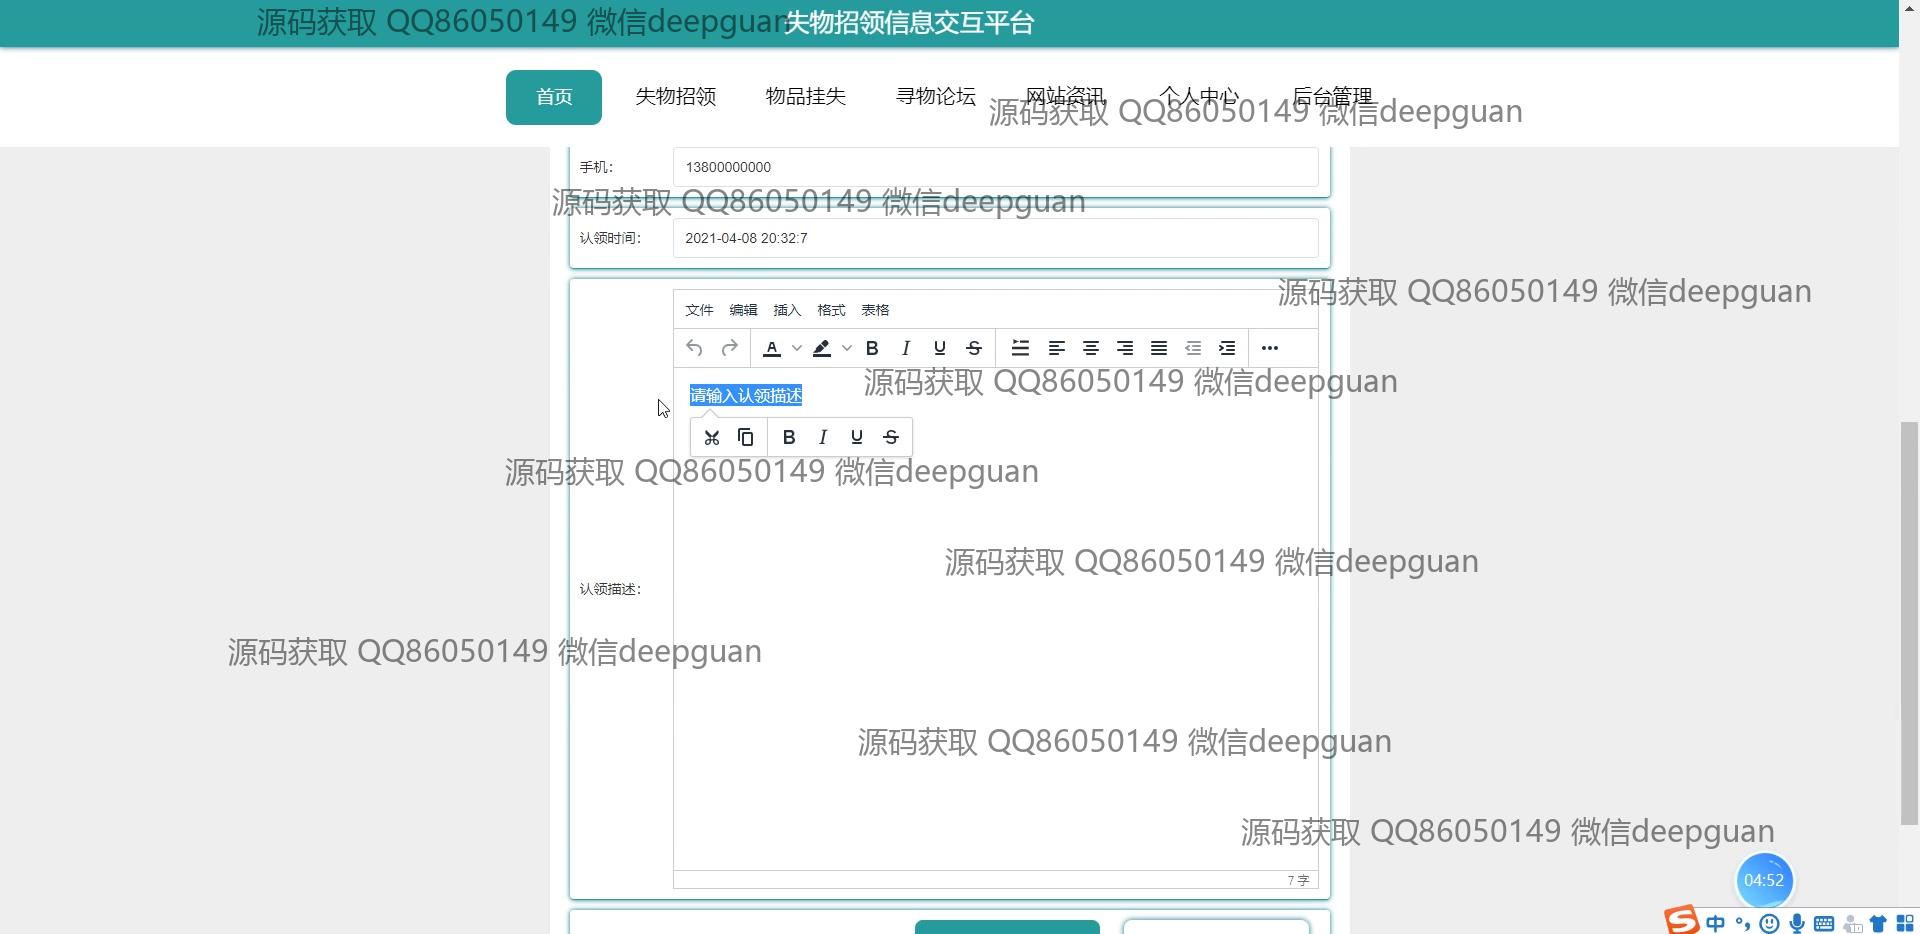 源码获取 QQ86050149 微信deepguan
失物招领信息交互平台
首页 失物招领 物品挂失 寻物论坛 网站资讯 个人中心 后台管理
源码获取 QQ86050149 微信deepguan
手机: 13800000000
源码获取 QQ86050149 微信deepguan
认领时间: 2021-04-08 20:32:7
源码获取 QQ86050149 微信deepguan
文件 编辑 插入 格式 表格
A B I U S
源码获取 QQ86050149 微信deepguan
请输入认领描述
B I U S
源码获取 QQ86050149 微信deepguan
源码获取 QQ86050149 微信deepguan
认领描述:
源码获取 QQ86050149 微信deepguan
源码获取 QQ86050149 微信deepguan
源码获取 QQ86050149 微信deepguan
7 字
04:52
S 中